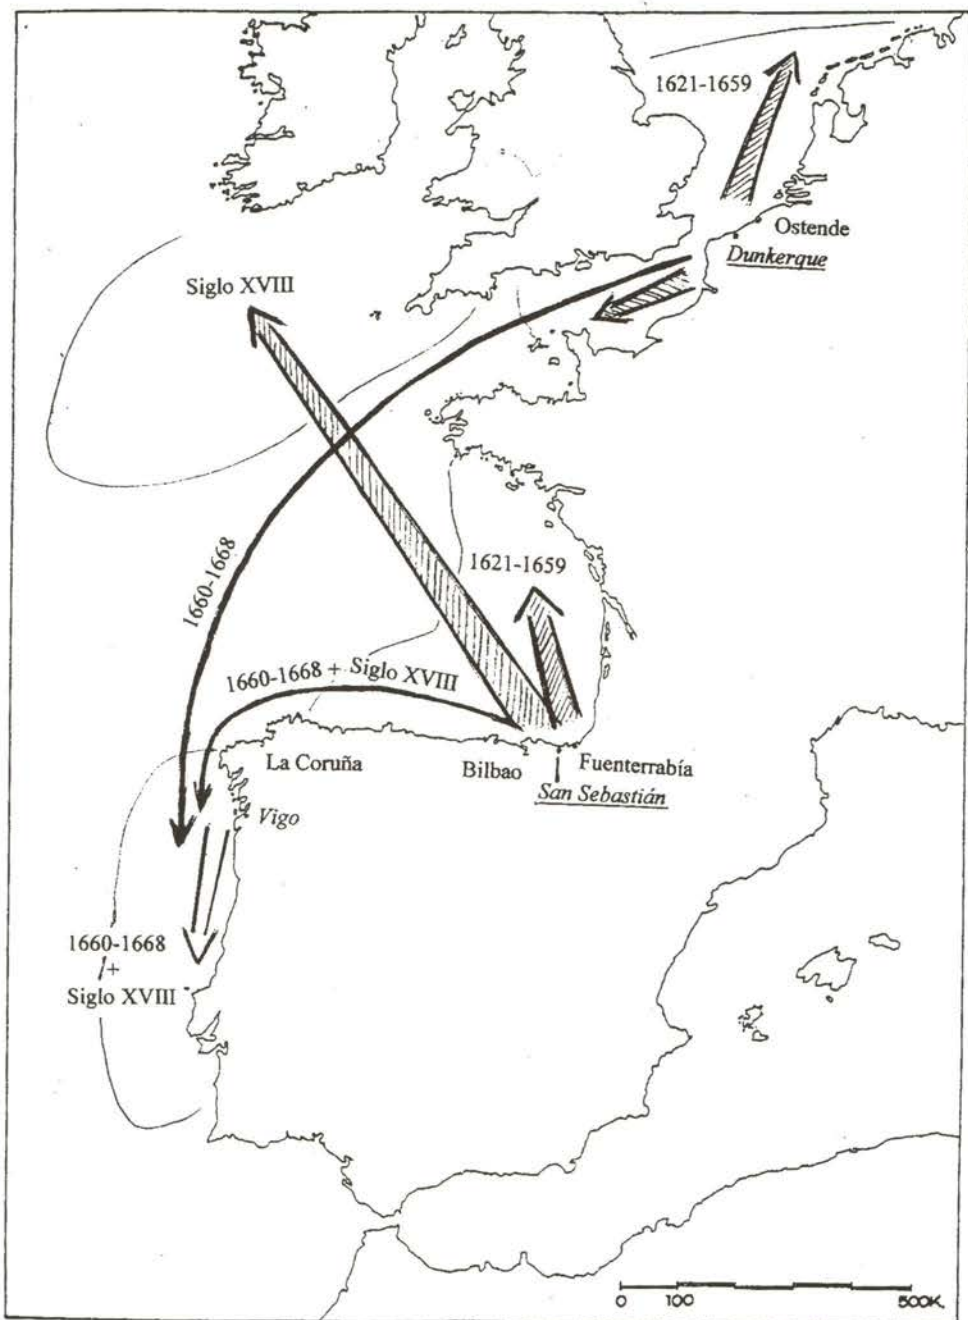 1621-1659
Ostende
Dunkerque
Siglo XVIII
1660-1668
1621-1659
1660-1668 + Siglo XVIII
La Coruña
Bilbao
Fuenterrabía
San Sebastián
Vigo
1660-1668
+
Siglo XVIII
0 100 500K.